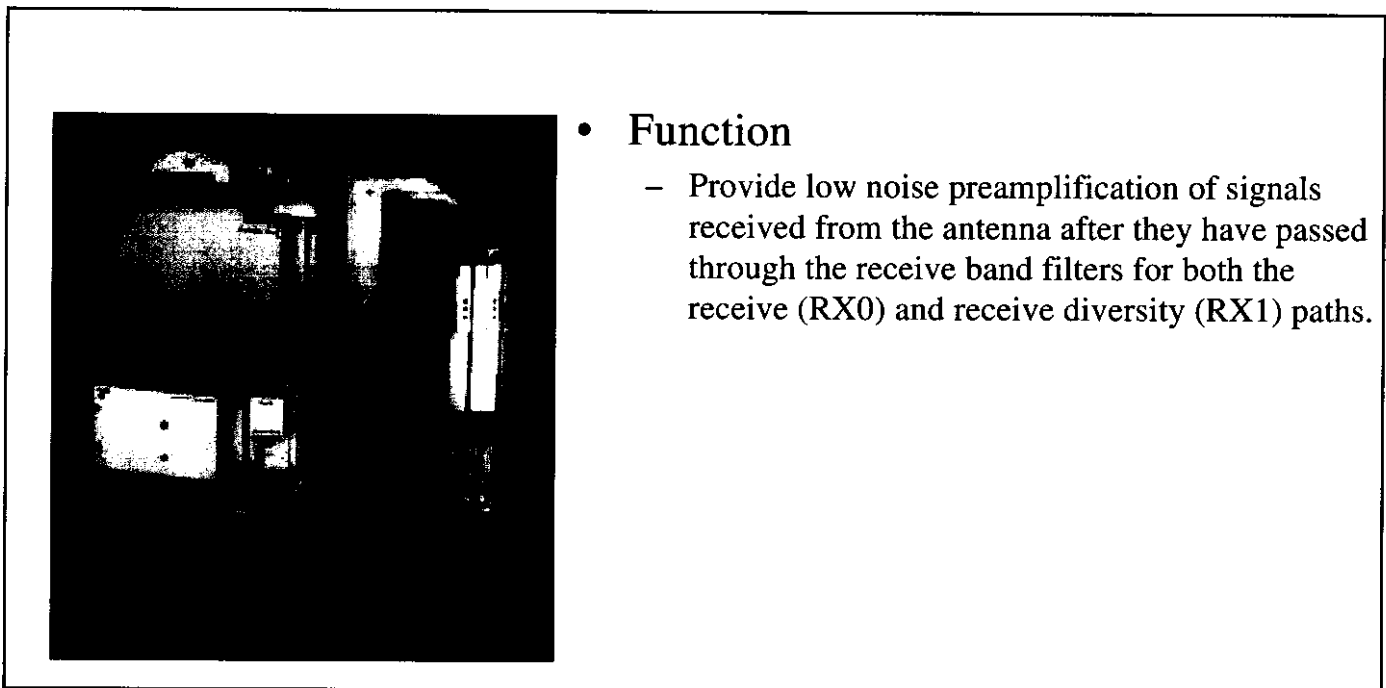 • Function
– Provide low noise preamplification of signals
received from the antenna after they have passed
through the receive band filters for both the
receive (RX0) and receive diversity (RX1) paths.